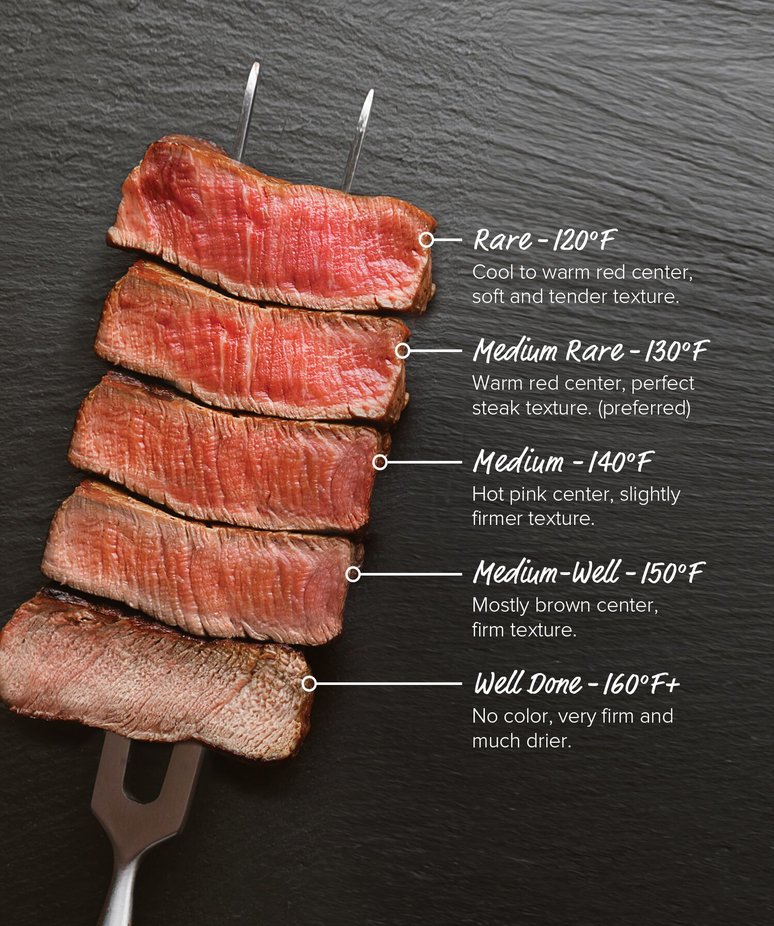 Rare - 120°F
Cool to warm red center,
soft and tender texture.
Medium Rare - 130°F
Warm red center, perfect
steak texture. (preferred)
Medium - 140°F
Hot pink center, slightly
firmer texture.
Medium-Well - 150°F
Mostly brown center,
firm texture.
Well Done - 160°F+
No color, very firm and
much drier.